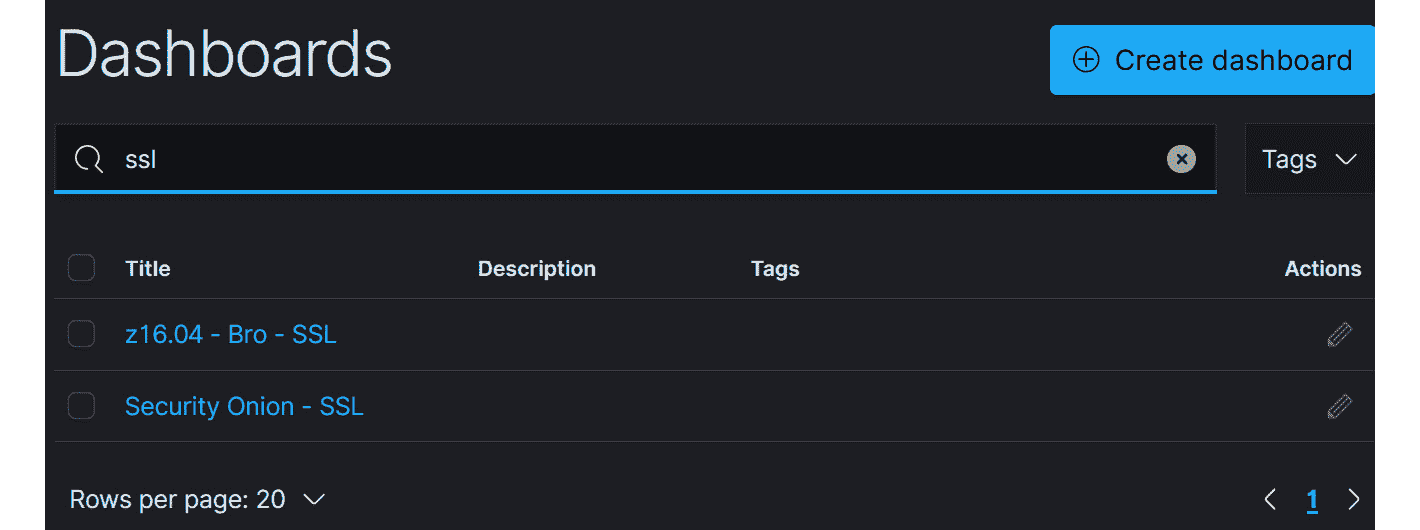 Dashboards
Create dashboard
ssl
Tags
Title Description Tags Actions
z16.04 - Bro - SSL
Security Onion - SSL
Rows per page: 20
1